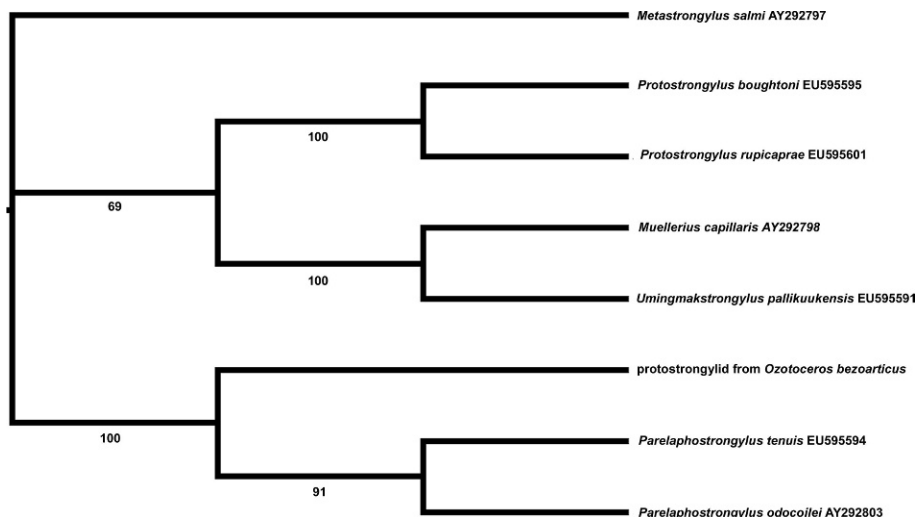 Metastrongylus salmi AY292797
Protostrongylus boughtoni EU595595
100
Protostrongylus rupicaprae EU595601
69
Muellerius capillaris AY292798
100
Umingmakstrongylus pallikuukensis EU595591
protostrongylid from Ozotoceros bezoarticus
100
Parelaphostrongylus tenuis EU595594
91
Parelaphostrongylus odocoilei AY292803